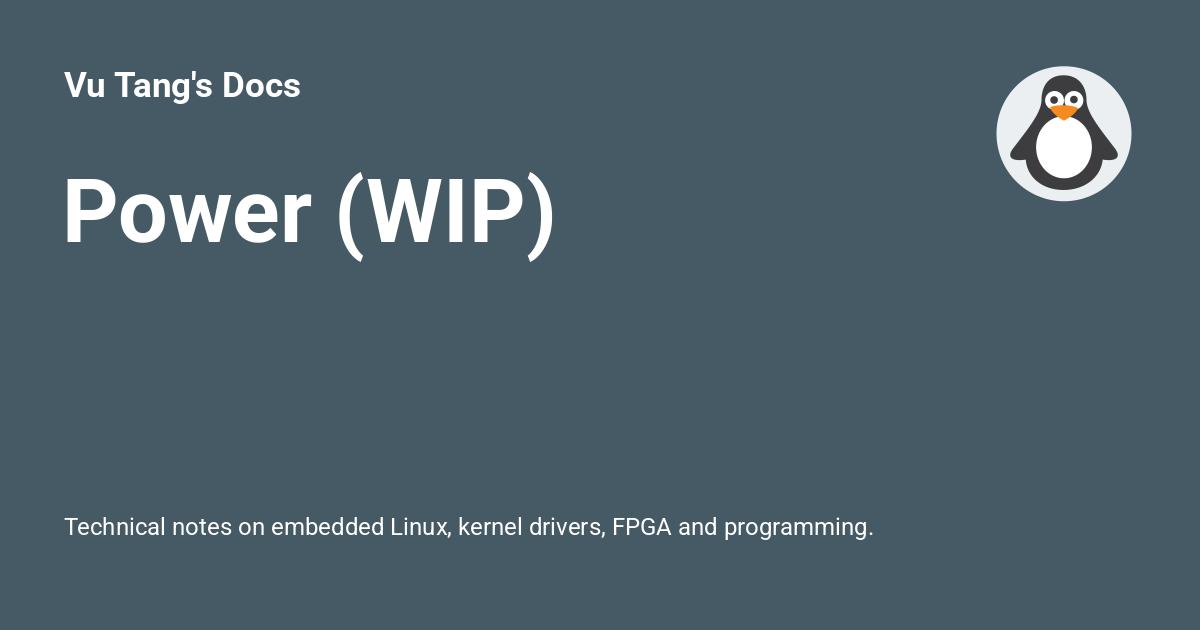 Vu Tang's Docs
Power (WIP)
Technical notes on embedded Linux, kernel drivers, FPGA and programming.